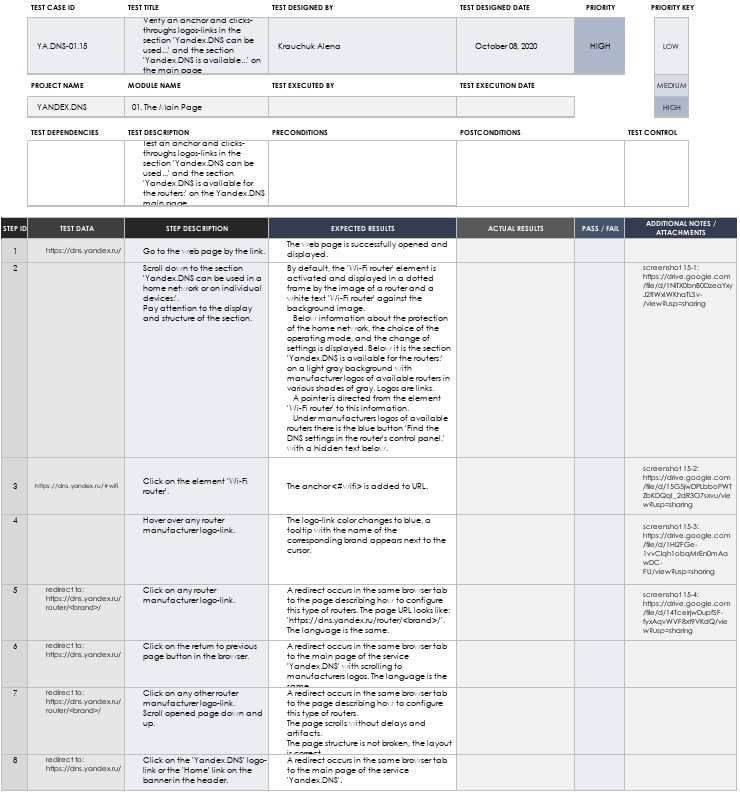 TEST CASE ID TEST TITLE TEST DESIGNED BY TEST DESIGNED DATE PRIORITY PRIORITY KEY
YA.DNS-01.15
Verify an anchor and clicks-
throughs logos-links in the
section 'Yandex.DNS can be
used...' and the section
'Yandex.DNS is available...' on
the main page
Krauchuk Alena
October 08, 2020
HIGH
LOW
MEDIUM
HIGH
PROJECT NAME MODULE NAME TEST EXECUTED BY TEST EXECUTION DATE
YANDEX.DNS 01. The Main Page
TEST DEPENDENCIES TEST DESCRIPTION PRECONDITIONS POSTCONDITIONS TEST CONTROL
Test an anchor and clicks-
throughs logos-links in the
section 'Yandex.DNS can be
used...' and the section
'Yandex.DNS is available for
the routers:' on the Yandex.DNS
main page
STEP ID TEST DATA STEP DESCRIPTION EXPECTED RESULTS ACTUAL RESULTS PASS / FAIL ADDITIONAL NOTES /
ATTACHMENTS
1
https://dns.yandex.ru/
Go to the web page by the link.
The web page is successfully opened and
displayed.
2
Scroll down to the section
'Yandex.DNS can be used in a
home network or on individual
devices:'.
Pay attention to the display
and structure of the section.
By default, the 'Wi-Fi router' element is
activated and displayed in a dotted
frame by the image of a router and a
white text 'Wi-Fi router' against the
background image.
Below information about the protection
of the home network, the choice of the
operating mode, and the change of
settings is displayed. Below it is the section
'Yandex.DNS is available for the routers:'
on a light gray background with
manufacturer logos of available routers in
various shades of gray. Logos are links.
A pointer is directed from the element
'Wi-Fi router' to this information.
Under manufacturers logos of available
routers there is the blue button 'Find the
DNS settings in the router's control panel.'
with a hidden text below.
screenshot 15-1:
https://drive.google.com
/view?usp=sharing
3
https://dns.yandex.ru/#wifi
Click on the element 'Wi-Fi
router'.
The anchor <#wifi> is added to URL.
screenshot 15-2:
https://drive.google.com
w?usp=sharing
4
Hover over any router
manufacturer logo-link.
The logo-link color changes to blue, a
tooltip with the name of the
corresponding brand appears next to the
cursor.
screenshot 15-3:
https://drive.google.com
FU/view?usp=sharing
5
redirect to:
https://dns.yandex.ru/
router/<brand>/
Click on any router
manufacturer logo-link.
A redirect occurs in the same browser tab
to the page describing how to configure
this type of routers. The page URL looks like:
'https://dns.yandex.ru/router/<brand>/'.
The language is the same.
screenshot 15-4:
https://drive.google.com
ew?usp=sharing
6
redirect to:
https://dns.yandex.ru/
Click on the return to previous
page button in the browser.
A redirect occurs in the same browser tab
to the main page of the service
'Yandex.DNS' with scrolling to
manufacturers logos. The language is the
same.
7
redirect to:
https://dns.yandex.ru/
router/<brand>/
Click on any other router
manufacturer logo-link.
Scroll opened page down and
up.
A redirect occurs in the same browser tab
to the page describing how to configure
this type of routers.
The page scrolls without delays and
artifacts.
The page structure is not broken, the layout
is correct.
8
redirect to:
https://dns.yandex.ru/
Click on the 'Yandex.DNS' logo-
link or the 'Home' link on the
banner in the header.
A redirect occurs in the same browser tab
to the main page of the service
'Yandex.DNS'.